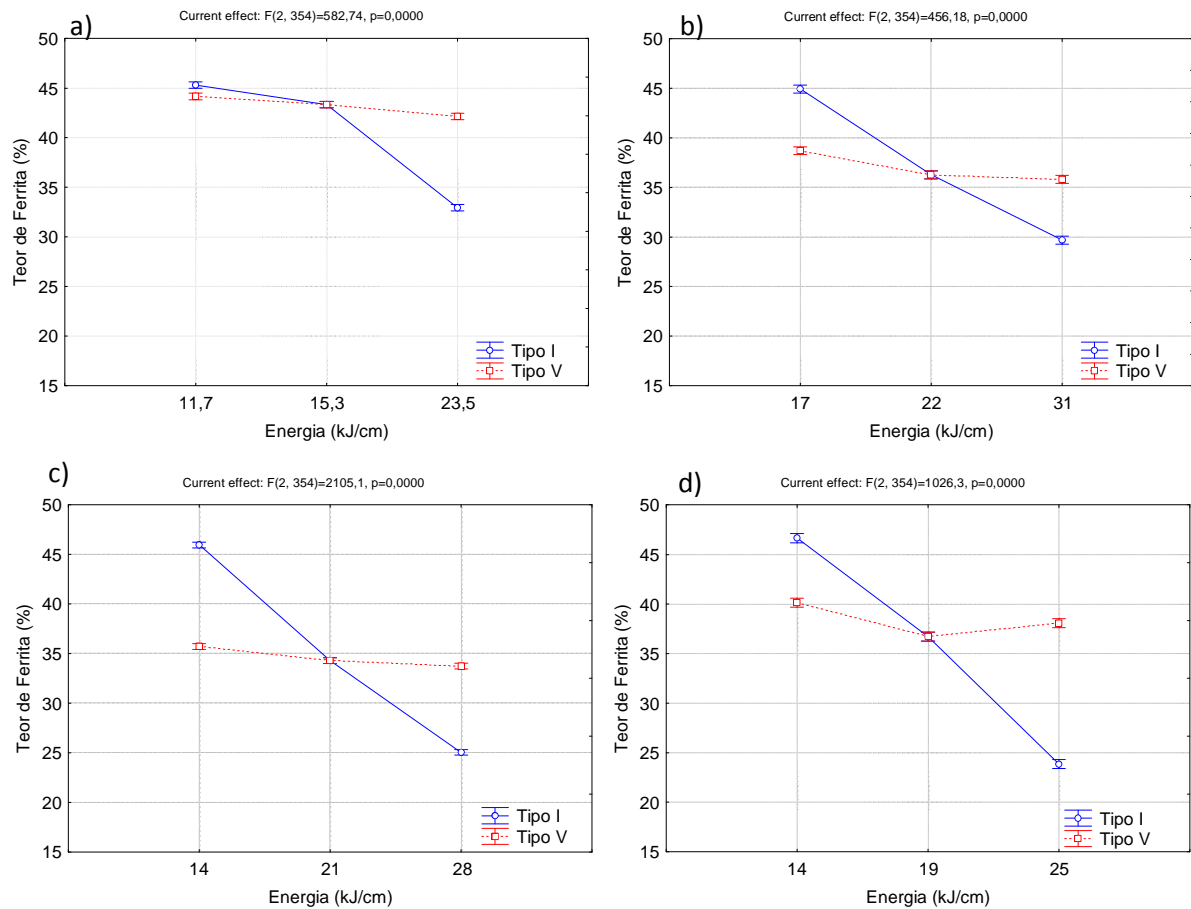 a)
Current effect: F(2, 354)=582,74, p=0,0000
50
45
40
35
30
25
20
15
Teor de Ferrita (%)
11,7 15,3 23,5
Energia (kJ/cm)
Tipo I
Tipo V
b)
Current effect: F(2, 354)=456,18, p=0,0000
50
45
40
35
30
25
20
15
Teor de Ferrita (%)
17 22 31
Energia (kJ/cm)
Tipo I
Tipo V
c)
Current effect: F(2, 354)=2105,1, p=0,0000
50
45
40
35
30
25
20
15
Teor de Ferrita (%)
14 21 28
Energia (kJ/cm)
Tipo I
Tipo V
d)
Current effect: F(2, 354)=1026,3, p=0,0000
50
45
40
35
30
25
20
15
Teor de Ferrita (%)
14 19 25
Energia (kJ/cm)
Tipo I
Tipo V